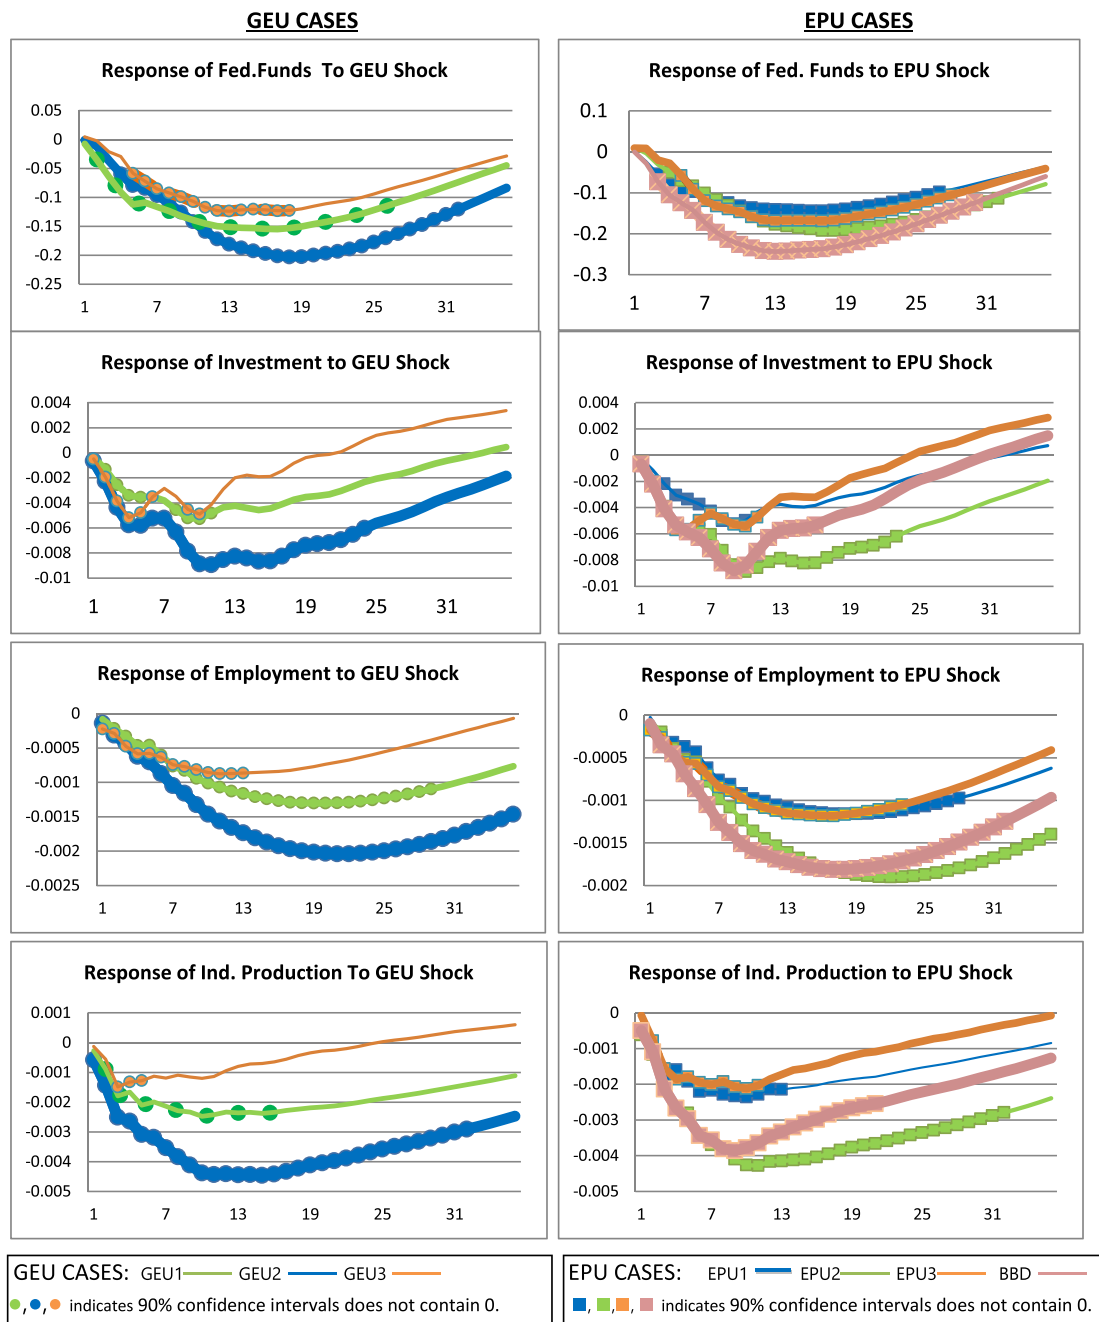 GEU CASES
EPU CASES
Response of Fed.Funds To GEU Shock
0.05
0
-0.05
-0.1
-0.15
-0.2
-0.25
1 7 13 19 25 31
Response of Fed. Funds to EPU Shock
0.1
0
-0.1
-0.2
-0.3
1 7 13 19 25 31
Response of Investment to GEU Shock
0.004
0.002
0
-0.002
-0.004
-0.006
-0.008
-0.01
1 7 13 19 25 31
Response of Investment to EPU Shock
0.004
0.002
0
-0.002
-0.004
-0.006
-0.008
-0.01
1 7 13 19 25 31
Response of Employment to GEU Shock
0
-0.0005
-0.001
-0.0015
-0.002
-0.0025
1 7 13 19 25 31
Response of Employment to EPU Shock
0
-0.0005
-0.001
-0.0015
-0.002
1 7 13 19 25 31
Response of Ind. Production To GEU Shock
0.001
0
-0.001
-0.002
-0.003
-0.004
-0.005
1 7 13 19 25 31
Response of Ind. Production to EPU Shock
0
-0.001
-0.002
-0.003
-0.004
-0.005
1 7 13 19 25 31
GEU CASES: GEU1 GEU2 GEU3
, , indicates 90% confidence intervals does not contain 0.
EPU CASES: EPU1 EPU2 EPU3 BBD
, , , indicates 90% confidence intervals does not contain 0.